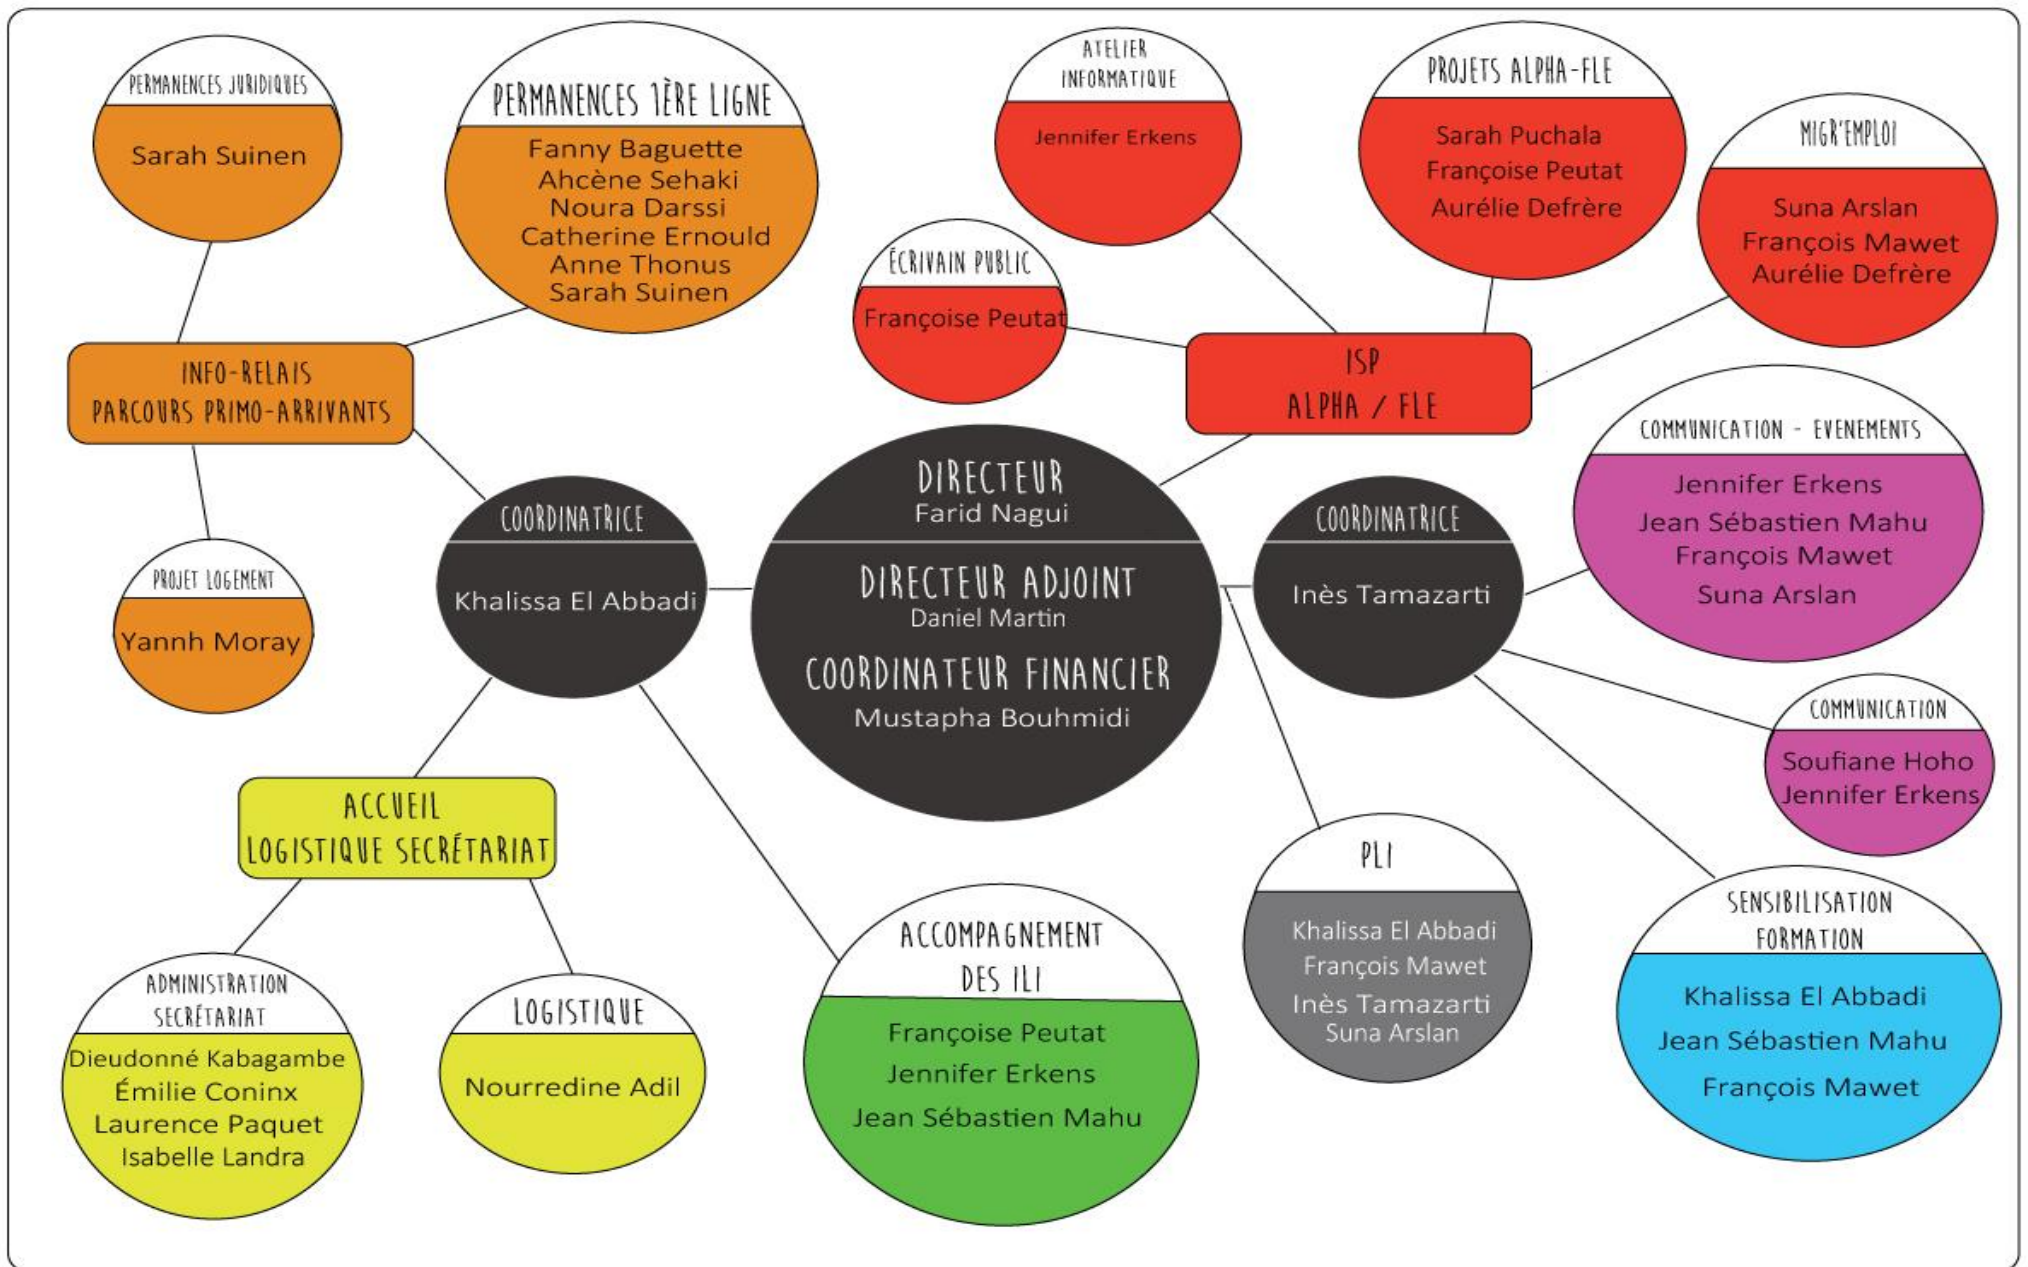 PERMANENCES JURIDIQUES
Sarah Suinen
PERMANENCES 1ÈRE LIGNE
Fanny Baguette
Ahcène Sehaki
Noura Darssi
Catherine Ernould
Anne Thonus
Sarah Suinen
ATELIER
INFORMATIQUE
Jennifer Erkens
PROJETS ALPHA-FLE
Sarah Puchala
Françoise Peutat
Aurélie Defrère
MIGR'EMPLOI
Suna Arslan
François Mawet
Aurélie Defrère
ÉCRIVAIN PUBLIC
Françoise Peutat
INFO-RELAIS
PARCOURS PRIMO-ARRIVANTS
ISP
ALPHA / FLE
COMMUNICATION - EVENEMENTS
Jennifer Erkens
Jean Sébastien Mahu
François Mawet
Suna Arslan
COORDINATRICE
Khalissa El Abbadi
DIRECTEUR
Farid Nagui
DIRECTEUR ADJOINT
Daniel Martin
COORDINATEUR FINANCIER
Mustapha Bouhmidi
COORDINATRICE
Inès Tamazarti
PROJET LOGEMENT
Yannh Moray
COMMUNICATION
Soufiane Hoho
Jennifer Erkens
ACCUEIL
LOGISTIQUE SECRÉTARIAT
PLI
Khalissa El Abbadi
François Mawet
Inès Tamazarti
Suna Arslan
SENSIBILISATION
FORMATION
Khalissa El Abbadi
Jean Sébastien Mahu
François Mawet
ACCOMPAGNEMENT
DES ILI
Françoise Peutat
Jennifer Erkens
Jean Sébastien Mahu
ADMINISTRATION
SECRÉTARIAT
Dieudonné Kabagambe
Émilie Coninx
Laurence Paquet
Isabelle Landra
LOGISTIQUE
Nourredine Adil